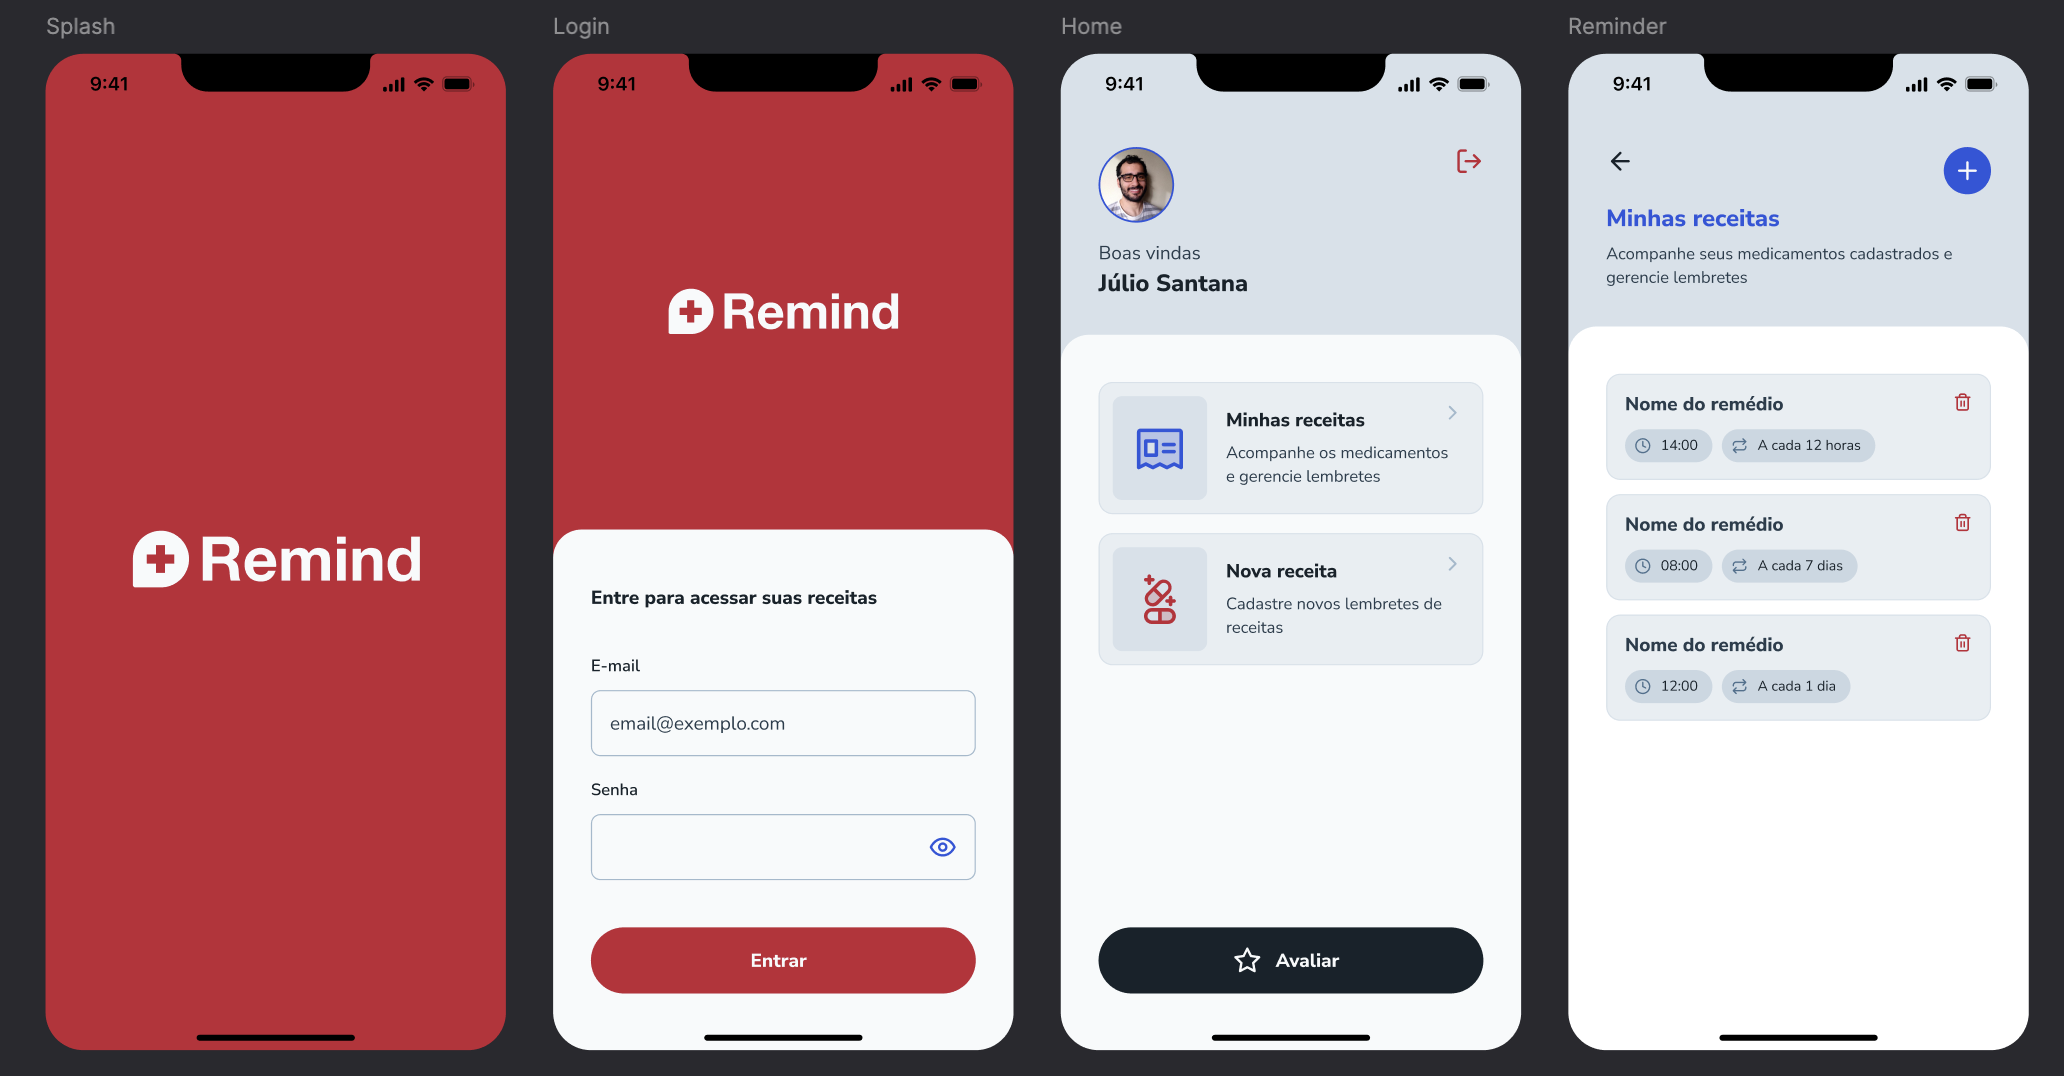 Splash
9:41
Remind
Login
9:41
Remind
Entre para acessar suas receitas
E-mail
email@exemplo.com
Senha
Entrar
Home
9:41
Boas vindas
Júlio Santana
Minhas receitas
Acompanhe os medicamentos
e gerencie lembretes
Nova receita
Cadastre novos lembretes de
receitas
Avaliar
Reminder
9:41
Minhas receitas
Acompanhe seus medicamentos cadastrados e
gerencie lembretes
Nome do remédio
14:00 A cada 12 horas
Nome do remédio
08:00 A cada 7 dias
Nome do remédio
12:00 A cada 1 dia